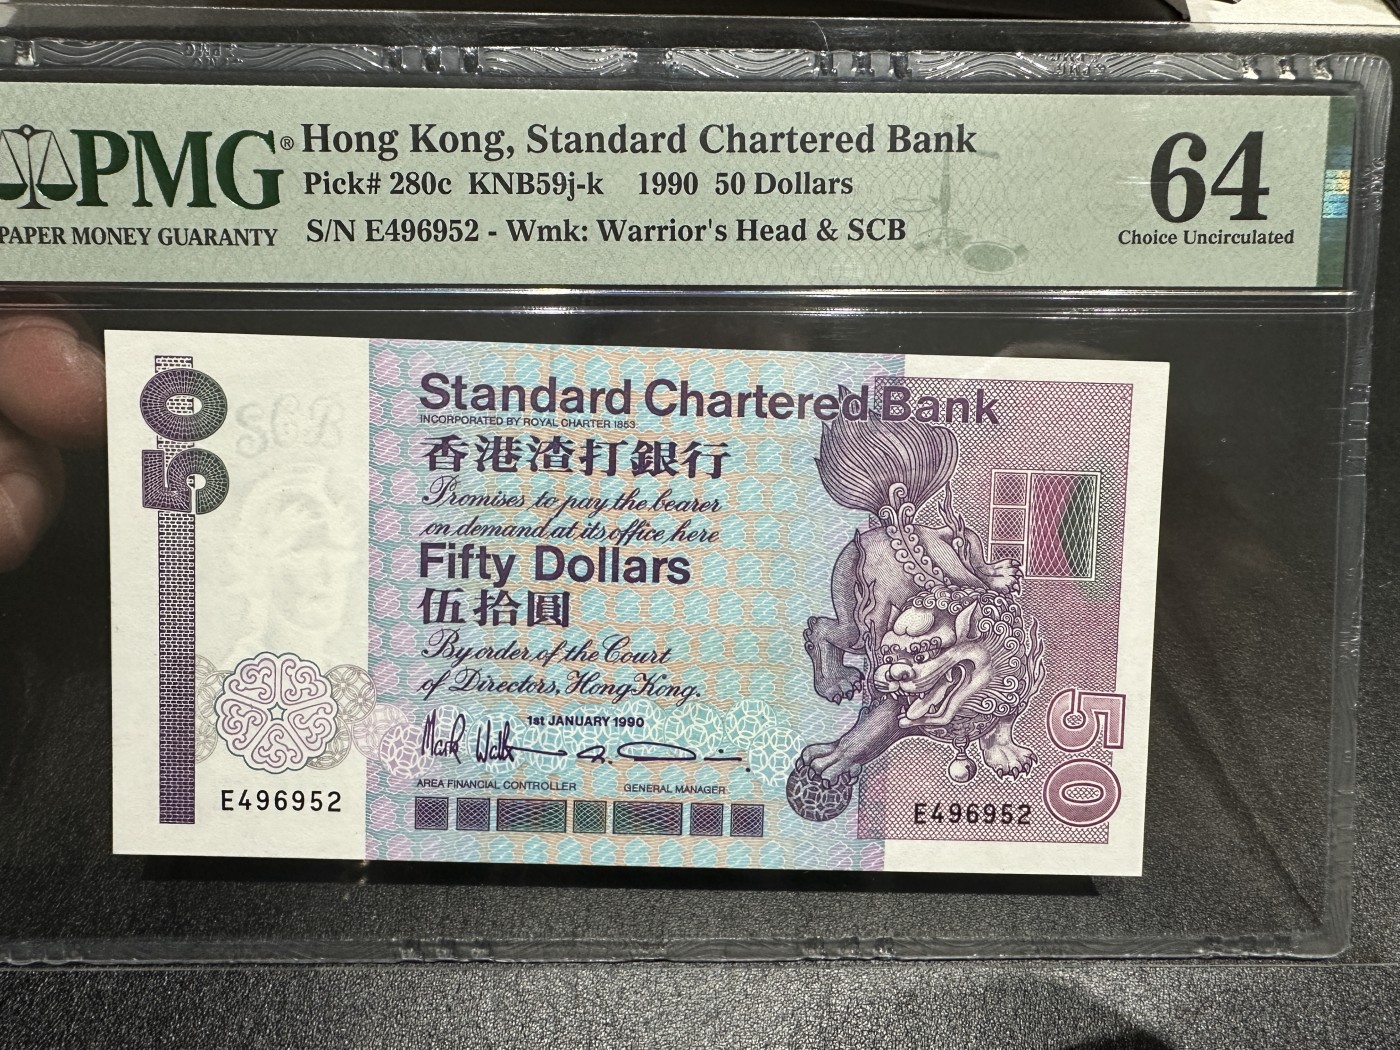 PMG®
PAPER MONEY GUARANTY
Hong Kong, Standard Chartered Bank
Pick# 280c KNB59j-k 1990 50 Dollars
S/N E496952 - Wmk: Warrior's Head & SCB
64
Choice Uncirculated
50
SCB
Standard Chartered Bank
INCORPORATED BY ROYAL CHARTER 1853
香港渣打銀行
Promises to pay the bearer
on demand at its office here
Fifty Dollars
伍拾圓
By order of the Court
of Directors, Hong Kong.
1st JANUARY 1990
AREA FINANCIAL CONTROLLER
GENERAL MANAGER
E496952
E496952
50